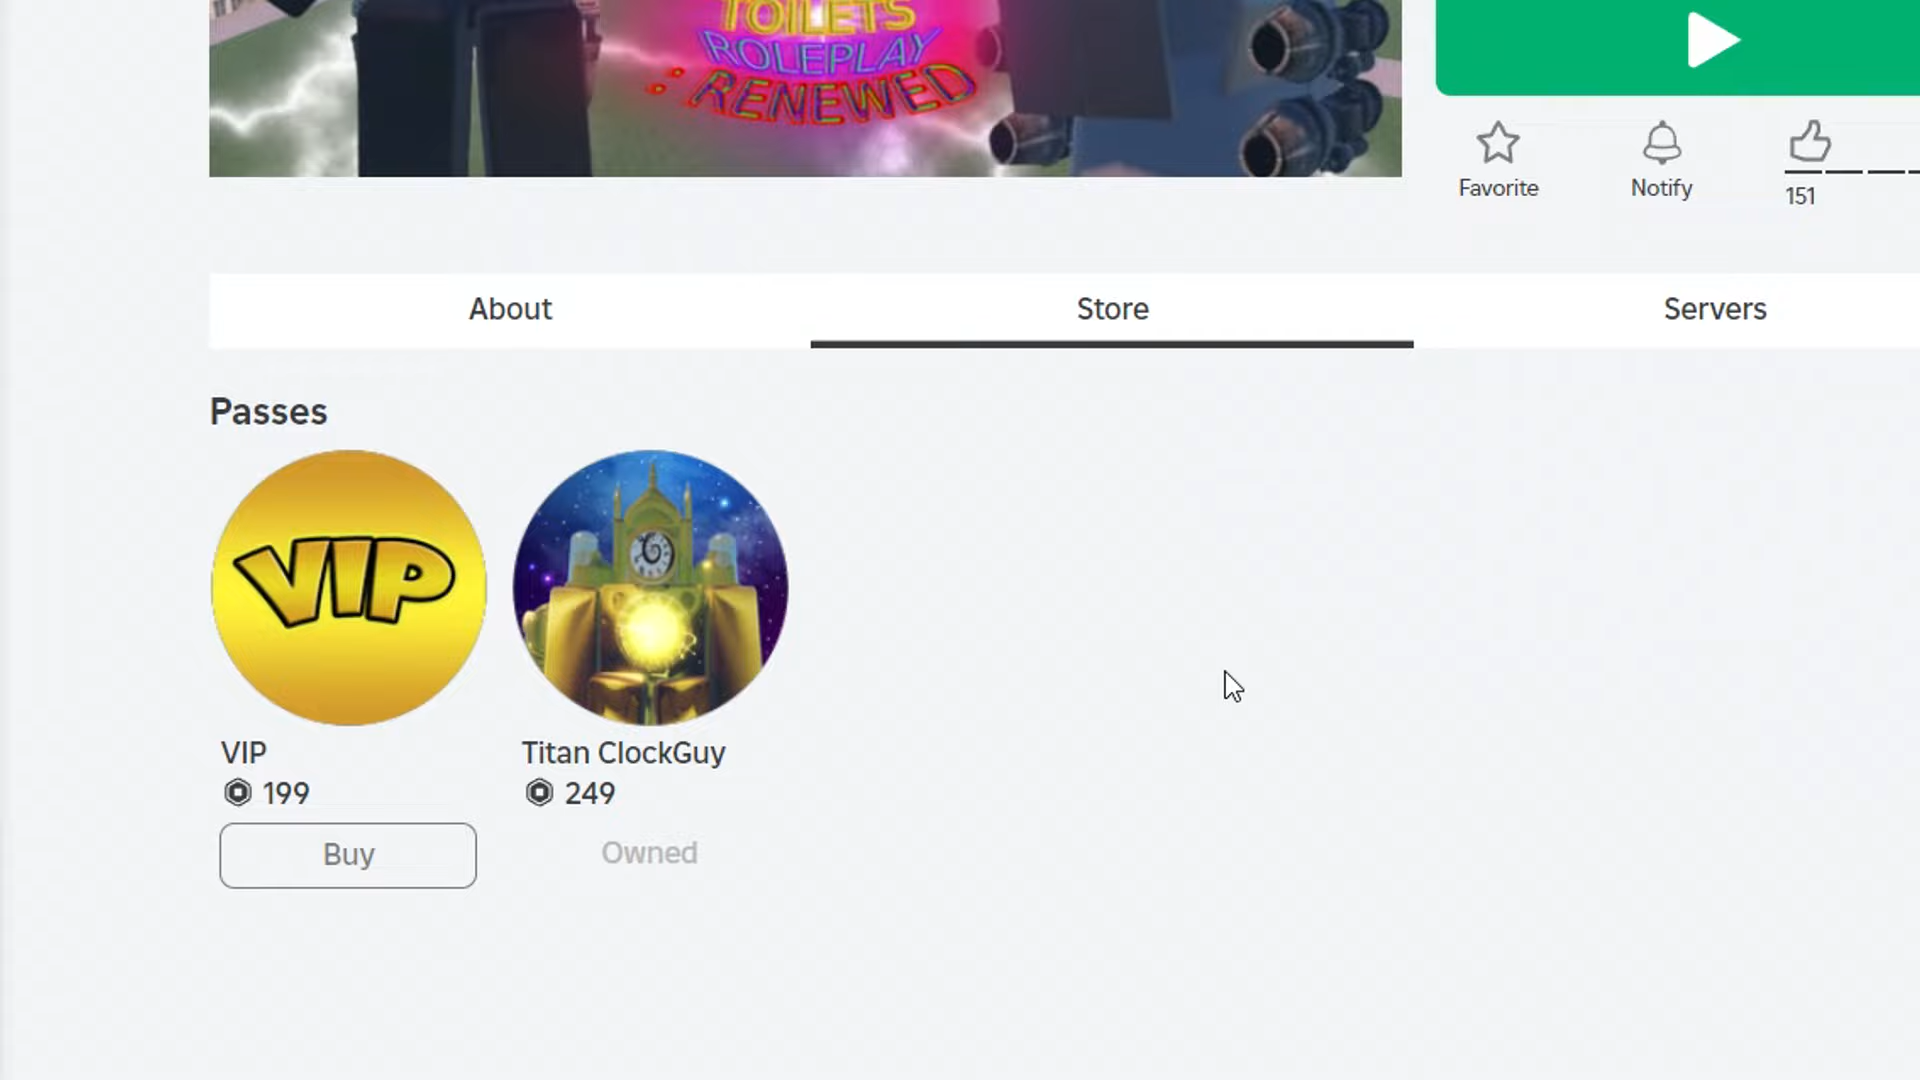 TOILETS
ROLEPLAY
: RENEWED
Favorite
Notify
151
About
Store
Servers
Passes
VIP
VIP
199
Buy
Titan ClockGuy
249
Owned